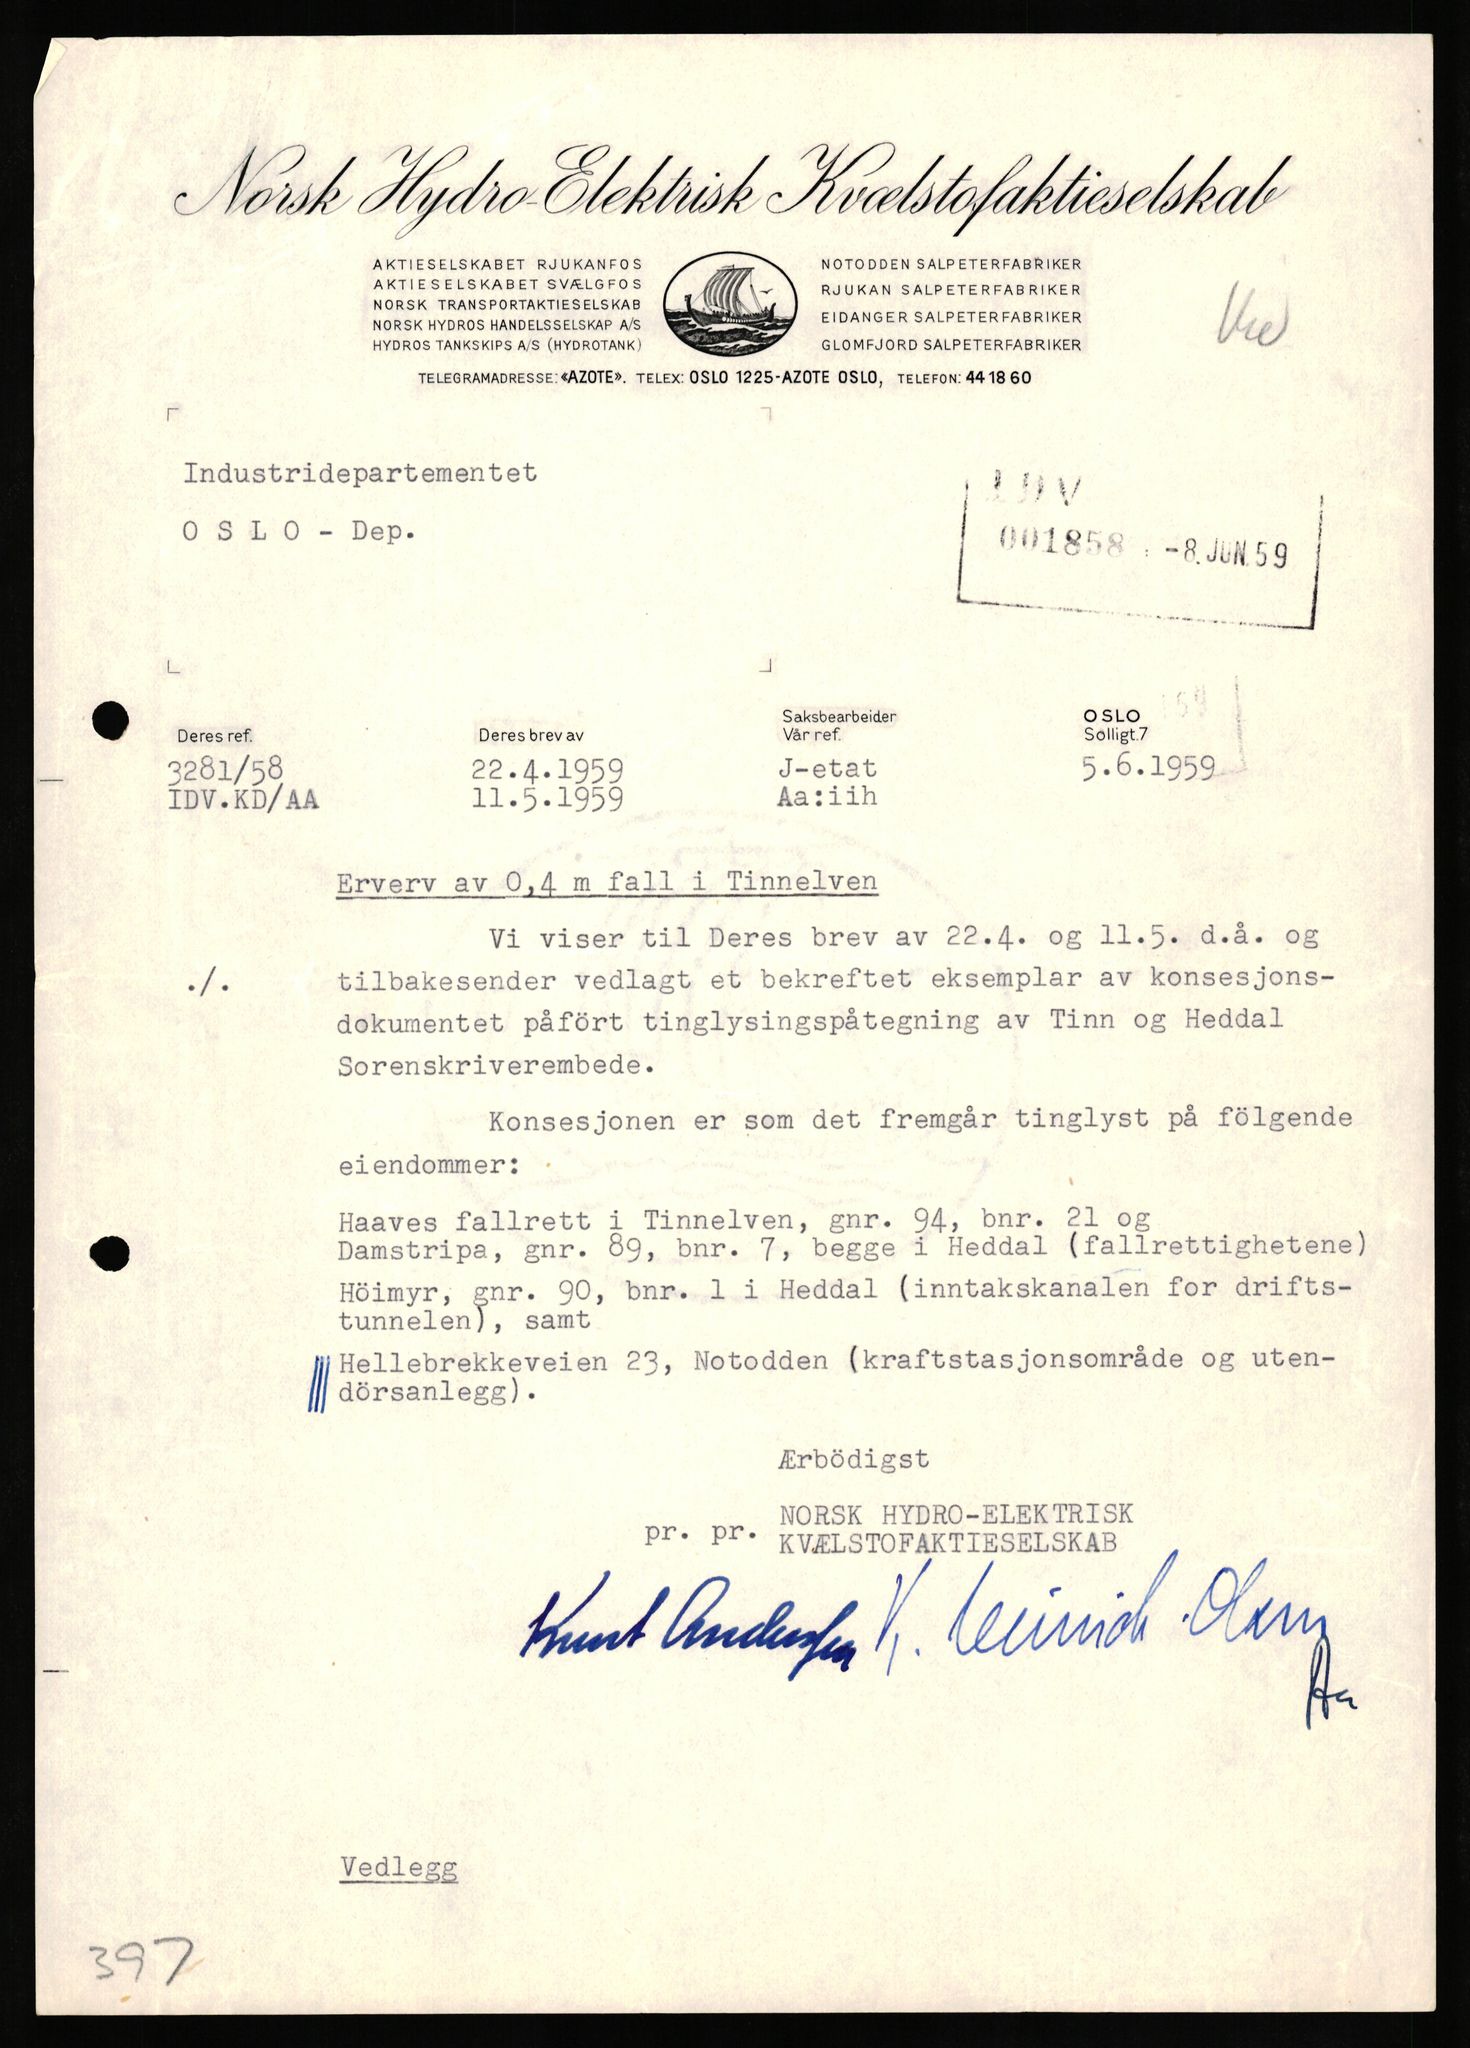 Norsk Hydro-Elektrisk Kvælstofaktieselskab
AKTIESELSKABET RJUKANFOS
AKTIESELSKABET SVÆLGFOS
NORSK TRANSPORTAKTIESELSKAB
NORSK HYDROS HANDELSSELSKAP A/S
HYDROS TANKSKIPS A/S (HYDROTANK)
NOTODDEN SALPETERFABRIKER
RJUKAN SALPETERFABRIKER
EIDANGER SALPETERFABRIKER
GLOMFJORD SALPETERFABRIKER
TELEGRAMADRESSE: «AZOTE». TELEX: OSLO 1225-AZOTE OSLO, TELEFON: 44 18 60
Industridepartementet
O S L O - Dep.
IDV
001858 -8. JUN. 59
Deres ref. Deres brev av Saksbearbeider Vår ref. OSLO Solligt. 7
3281/58 22.4.1959 J-etat 5.6.1959
IDV.KD/AA 11.5.1959 Aa:iih
Erverv av 0,4 m fall i Tinnelven
Vi viser til Deres brev av 22.4. og 11.5. d.å. og
./. tilbakesender vedlagt et bekreftet eksemplar av konsesjons-
dokumentet påfört tinglysingspåtegning av Tinn og Heddal
Sorenskriverembede.
Konsesjonen er som det fremgår tinglyst på fölgende
eiendommer:
Haaves fallrett i Tinnelven, gnr. 94, bnr. 21 og
Damstripa, gnr. 89, bnr. 7, begge i Heddal (fallrettighetene)
Höimyr, gnr. 90, bnr. 1 i Heddal (inntakskanalen for drifts-
tunnelen), samt
Hellebrekkeveien 23, Notodden (kraftstasjonsområde og uten-
dörsanlegg).
Ærbödigst
NORSK HYDRO-ELEKTRISK
pr. pr. KVÆLSTOFAKTIESELSKAB
Knut Andersen K. Heinrich Olsen
Aa
Vedlegg
397